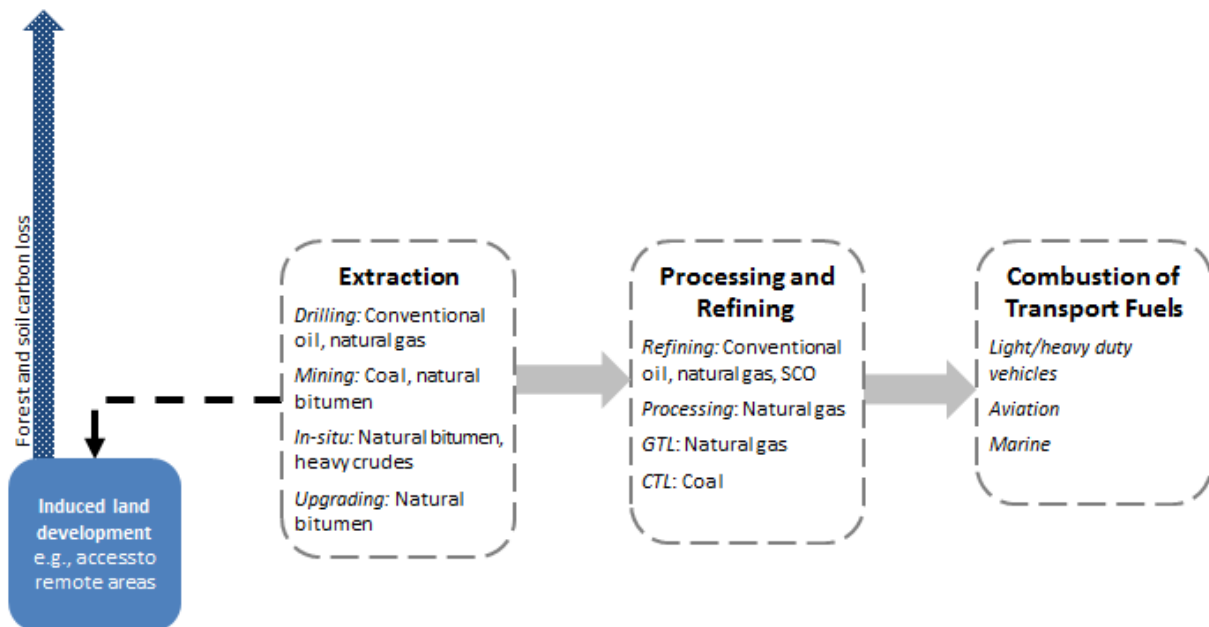 Forest and soil carbon loss
Induced land
development
e.g., accessto
remote areas
Extraction
Drilling: Conventional
oil, natural gas
Mining: Coal, natural
bitumen
In-situ: Natural bitumen,
heavy crudes
Upgrading: Natural
bitumen
Processing and
Refining
Refining: Conventional
oil, natural gas, SCO
Processing: Natural gas
GTL: Natural gas
CTL: Coal
Combustion of
Transport Fuels
Light/heavy duty
vehicles
Aviation
Marine